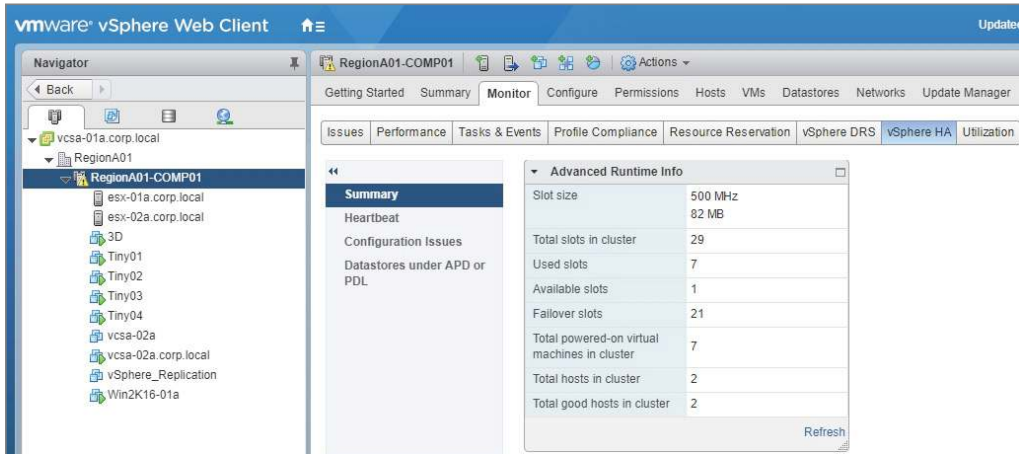 vmware® vSphere Web Client
Updated
Navigator
Back
vcsa-01a.corp.local
RegionA01
RegionA01-COMP01
esx-01a.corp.local
esx-02a.corp.local
3D
Tiny01
Tiny02
Tiny03
Tiny04
vcsa-02a
vcsa-02a.corp.local
vSphere_Replication
Win2K16-01a
RegionA01-COMP01 Actions
Getting Started Summary Monitor Configure Permissions Hosts VMs Datastores Networks Update Manager
Issues Performance Tasks & Events Profile Compliance Resource Reservation vSphere DRS vSphere HA Utilization
Summary
Heartbeat
Configuration Issues
Datastores under APD or
PDL
Advanced Runtime Info
Slot size 500 MHz
82 MB
Total slots in cluster 29
Used slots 7
Available slots 1
Failover slots 21
Total powered-on virtual
machines in cluster 7
Total hosts in cluster 2
Total good hosts in cluster 2
Refresh